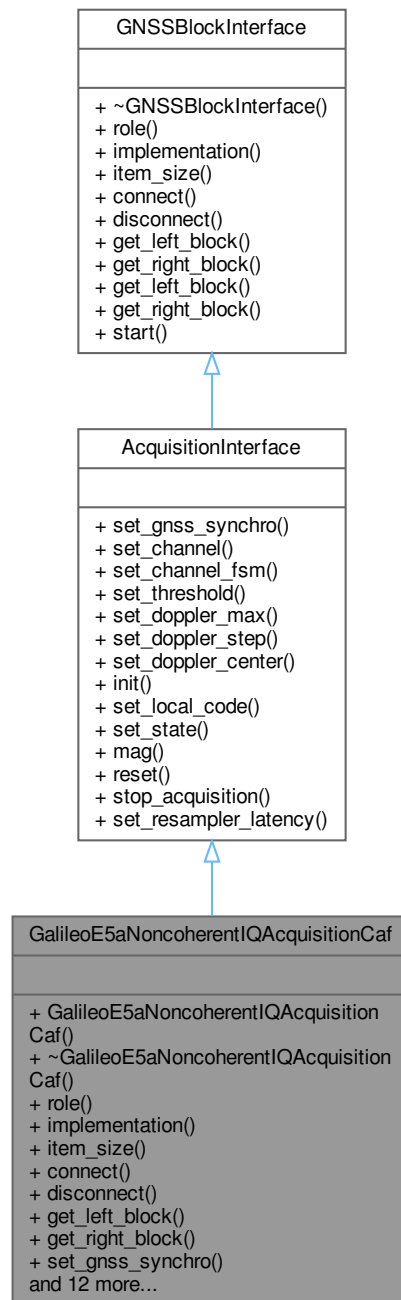 GNSSBlockInterface
+ ~GNSSBlockInterface()
+ role()
+ implementation()
+ item_size()
+ connect()
+ disconnect()
+ get_left_block()
+ get_right_block()
+ get_left_block()
+ get_right_block()
+ start()
AcquisitionInterface
+ set_gnss_synchro()
+ set_channel()
+ set_channel_fsm()
+ set_threshold()
+ set_doppler_max()
+ set_doppler_step()
+ set_doppler_center()
+ init()
+ set_local_code()
+ set_state()
+ mag()
+ reset()
+ stop_acquisition()
+ set_resampler_latency()
GalileoE5aNoncoherentIQAcquisitionCaf
+ GalileoE5aNoncoherentIQAcquisition
Caf()
+ ~GalileoE5aNoncoherentIQAcquisition
Caf()
+ role()
+ implementation()
+ item_size()
+ connect()
+ disconnect()
+ get_left_block()
+ get_right_block()
+ set_gnss_synchro()
and 12 more...